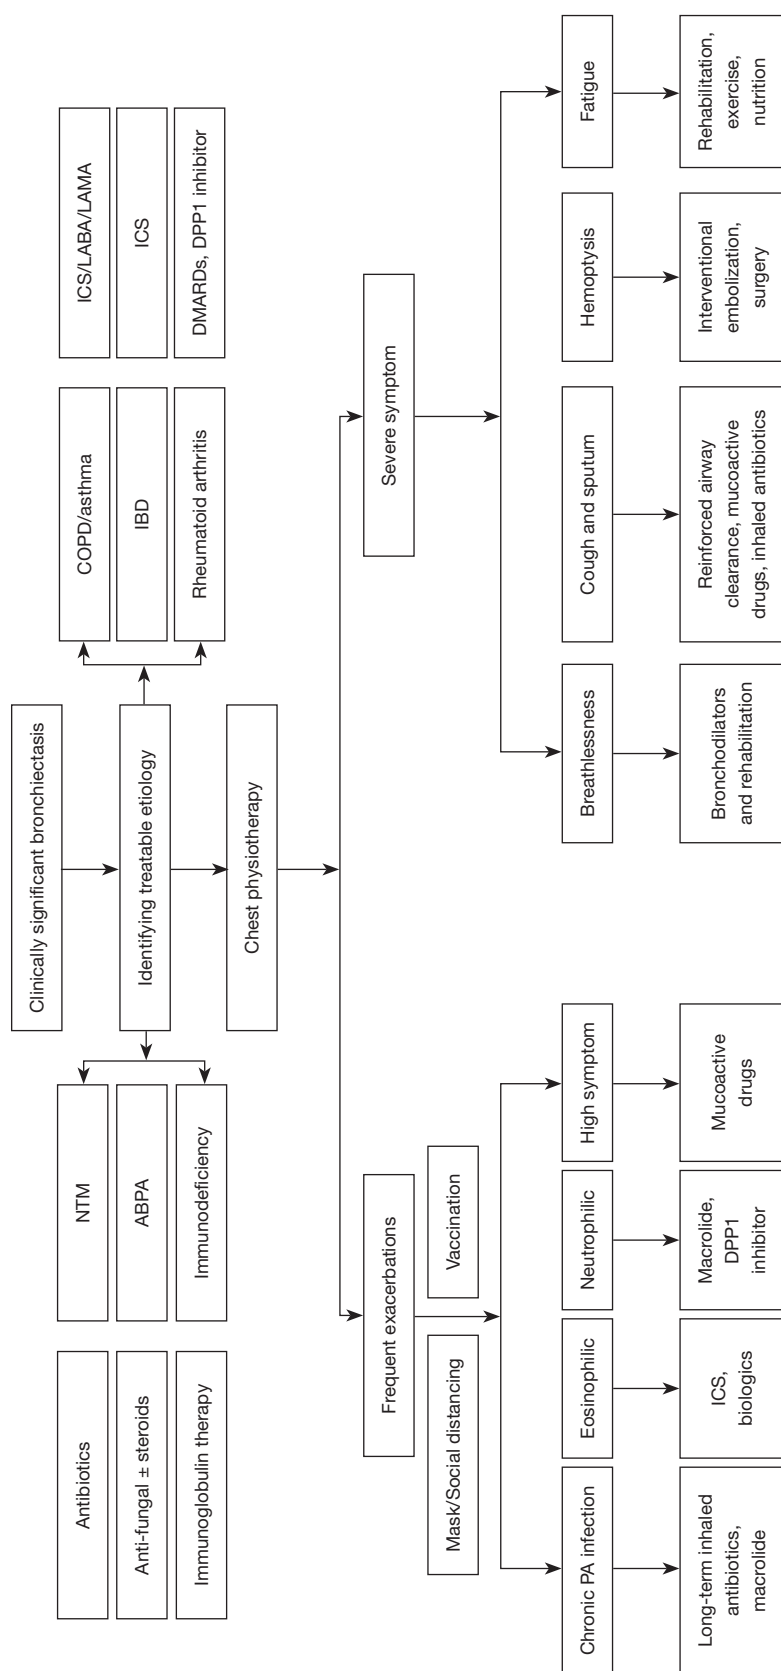 Clinically significant bronchiectasis
Antibiotics
NTM
COPD/asthma
ICS/LABA/LAMA
Anti-fungal ± steroids
ABPA
Identifying treatable etiology
IBD
ICS
Immunoglobulin therapy
Immunodeficiency
Rheumatoid arthritis
DMARDs, DPP1 inhibitor
Chest physiotherapy
Frequent exacerbations
Severe symptom
Mask/Social distancing
Vaccination
Chronic PA infection
Eosinophilic
Neutrophilic
High symptom
Breathlessness
Cough and sputum
Hemoptysis
Fatigue
Long-term inhaled
antibiotics,
macrolide
ICS,
biologics
Macrolide,
DPP1
inhibitor
Mucoactive
drugs
Bronchodilators
and rehabilitation
Reinforced airway
clearance, mucoactive
drugs, inhaled antibiotics
Interventional
embolization,
surgery
Rehabilitation,
exercise,
nutrition